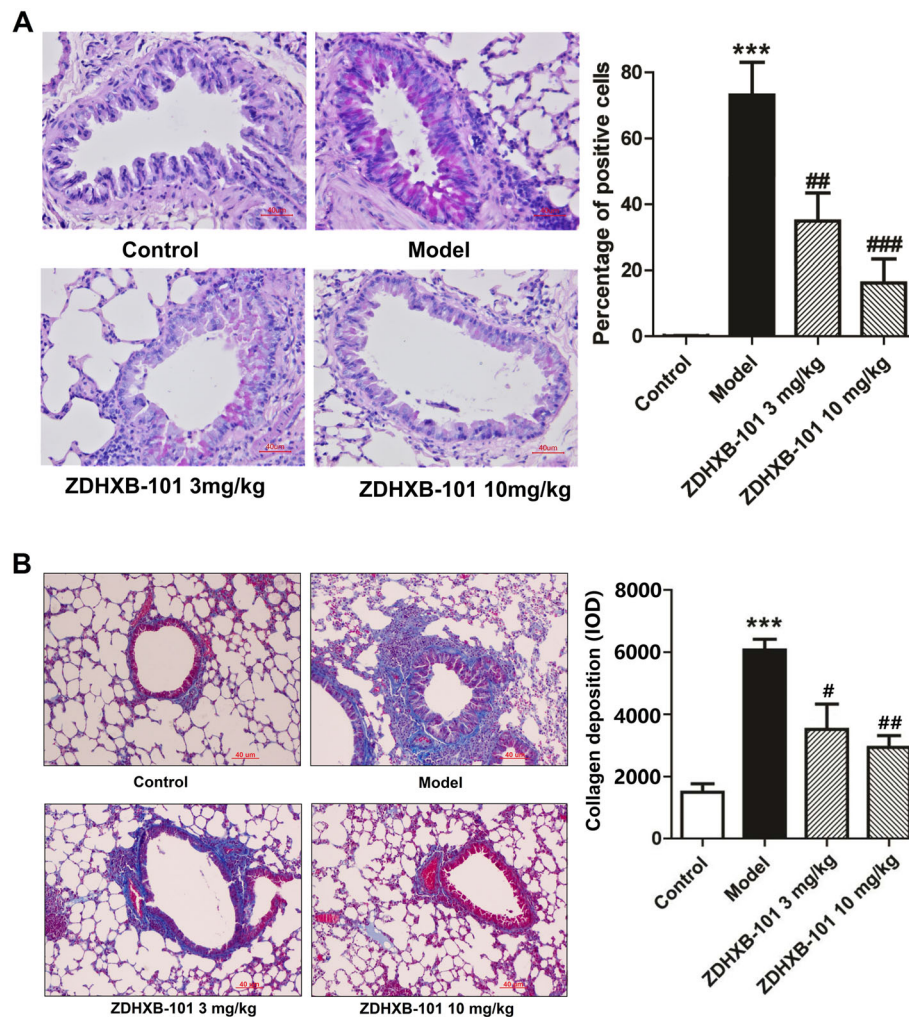 A
40um
40um
Control
Model
40um
40um
ZDHXB-101 3mg/kg
ZDHXB-101 10mg/kg
Percentage of positive cells
80
60
40
20
0
***
##
###
Control
Model
ZDHXB-101 3 mg/kg
ZDHXB-101 10 mg/kg
B
40 um
40 um
Control
Model
40 um
40 um
ZDHXB-101 3 mg/kg
ZDHXB-101 10 mg/kg
Collagen deposition (IOD)
8000
6000
4000
2000
0
***
#
##
Control
Model
ZDHXB-101 3 mg/kg
ZDHXB-101 10 mg/kg